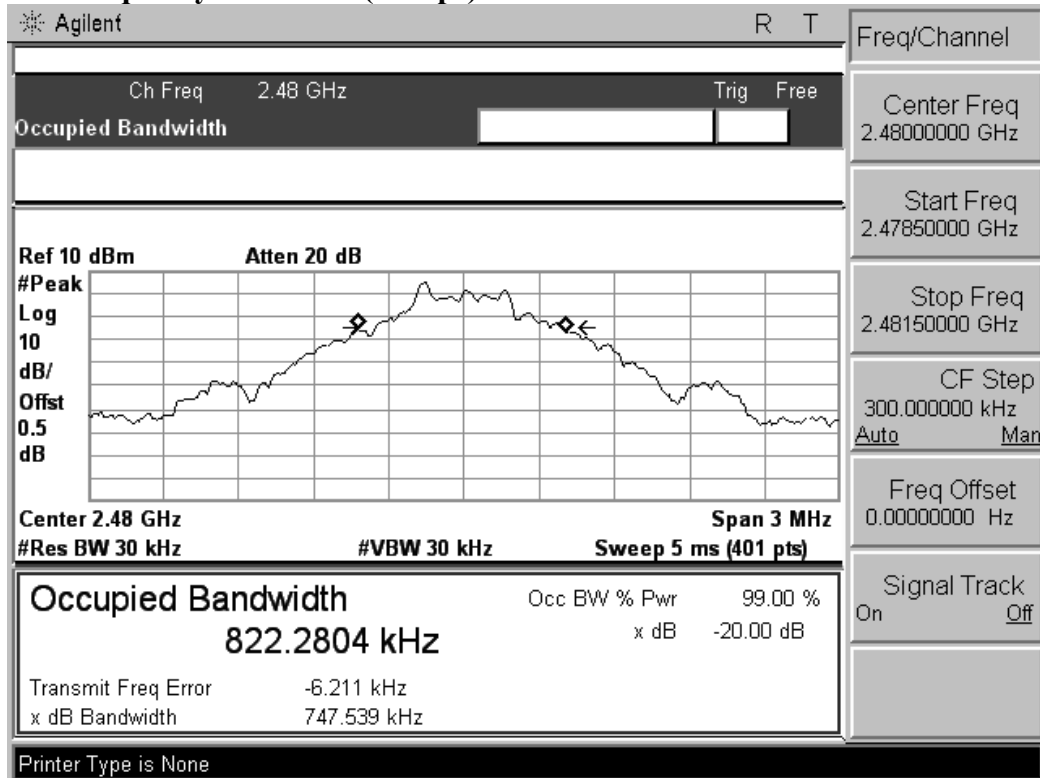 Agilent R T
Ch Freq 2.48 GHz Trig Free
Occupied Bandwidth
Ref 10 dBm Atten 20 dB
#Peak
Log
10
dB/
Offst
0.5
dB
Center 2.48 GHz Span 3 MHz
#Res BW 30 kHz #VBW 30 kHz Sweep 5 ms (401 pts)
Occupied Bandwidth
822.2804 kHz
Occ BW % Pwr 99.00 %
x dB -20.00 dB
Transmit Freq Error -6.211 kHz
x dB Bandwidth 747.539 kHz
Printer Type is None
Freq/Channel
Center Freq
2.48000000 GHz
Start Freq
2.47850000 GHz
Stop Freq
2.48150000 GHz
CF Step
300.000000 kHz
Auto Man
Freq Offset
0.00000000 Hz
Signal Track
On Off